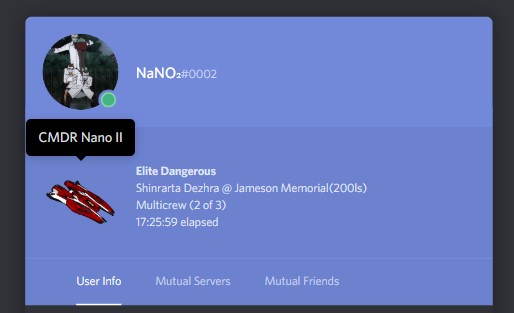 NaNO₂#0002
CMDR Nano II
Elite Dangerous
Shinrarta Dezhra @ Jameson Memorial(200ls)
Multicrew (2 of 3)
17:25:59 elapsed
User Info
Mutual Servers
Mutual Friends